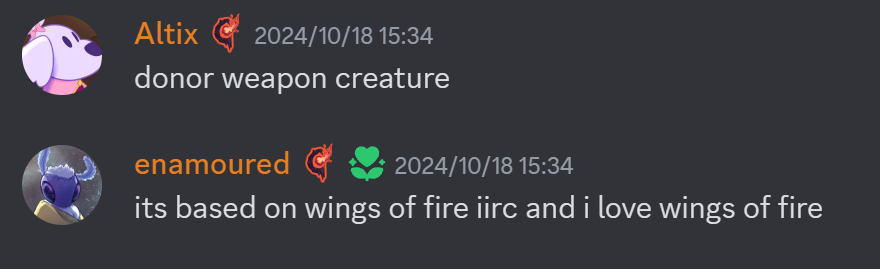 Altix 2024/10/18 15:34
donor weapon creature
enamoured 2024/10/18 15:34
its based on wings of fire iirc and i love wings of fire